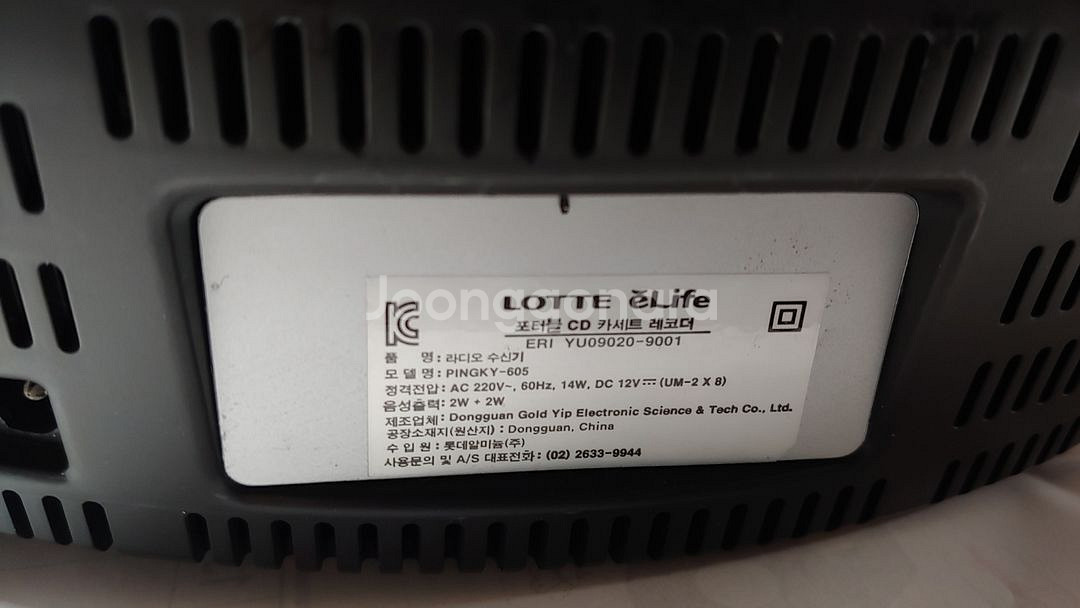 Joonggonara
LOTTE ĕLife
포터블 CD 카세트 레코더
ERI YU09020-9001
품 명 : 라디오 수신기
모 델 명 : PINGKY-605
정격전압 : AC 220V~, 60Hz, 14W, DC 12V⎓ (UM-2 X 8)
음성출력 : 2W + 2W
제조업체 : Dongguan Gold Yip Electronic Science & Tech Co., Ltd.
공장소재지(원산지) : Dongguan, China
수 입 원 : 롯데알미늄(주)
사용문의 및 A/S 대표전화 : (02) 2633-9944